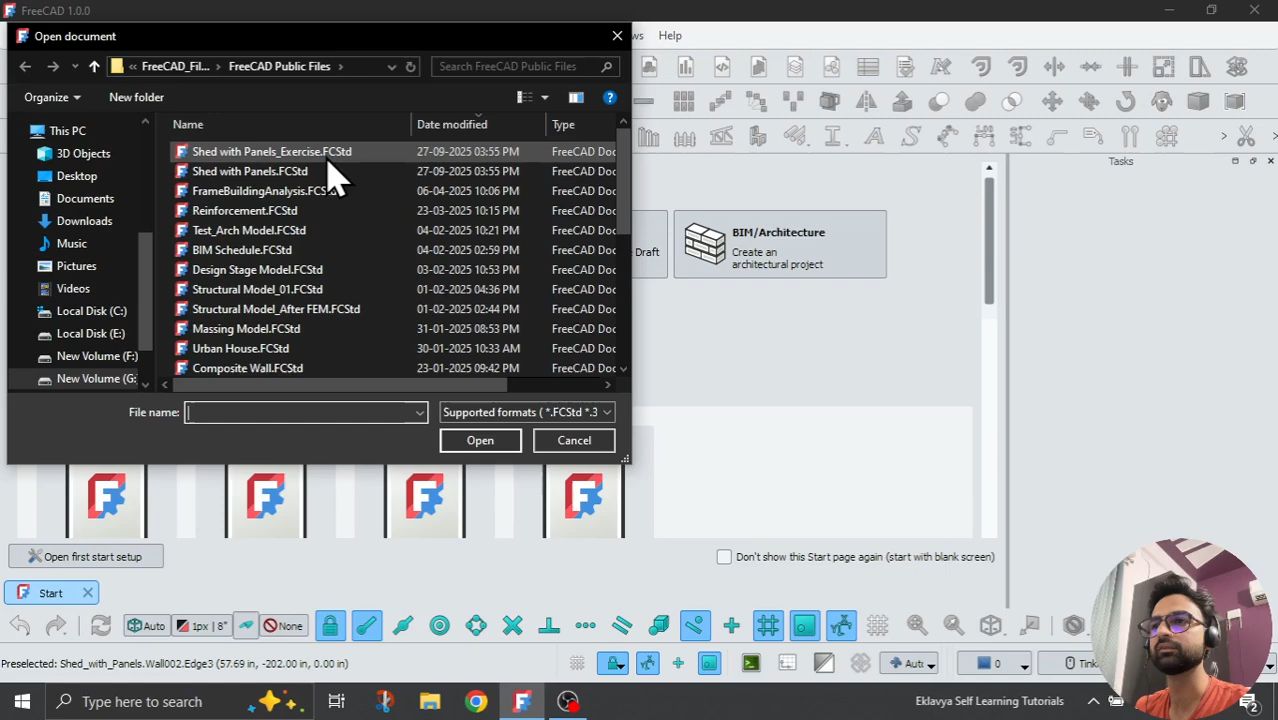 FreeCAD 1.0.0
Open document
FreeCAD_Fil...
FreeCAD Public Files
Search FreeCAD Public Files
Help
Organize
New folder
This PC
3D Objects
Desktop
Documents
Downloads
Music
Pictures
Videos
Local Disk (C:)
Local Disk (E:)
New Volume (F:)
New Volume (G:
Name
Date modified
Type
Shed with Panels_Exercise.FCStd
27-09-2025 03:55 PM
FreeCAD Doc
Shed with Panels.FCStd
27-09-2025 03:55 PM
FreeCAD Doc
FrameBuildingAnalysis.FCStd
06-04-2025 10:06 PM
FreeCAD Doc
Reinforcement.FCStd
23-03-2025 10:15 PM
FreeCAD Doc
Test_Arch Model.FCStd
04-02-2025 10:21 PM
FreeCAD Doc
BIM Schedule.FCStd
04-02-2025 02:59 PM
FreeCAD Doc
Design Stage Model.FCStd
03-02-2025 10:53 PM
FreeCAD Doc
Structural Model_01.FCStd
01-02-2025 04:36 PM
FreeCAD Doc
Structural Model_After FEM.FCStd
01-02-2025 02:44 PM
FreeCAD Doc
Massing Model.FCStd
31-01-2025 08:53 PM
FreeCAD Doc
Urban House.FCStd
30-01-2025 10:33 AM
FreeCAD Doc
Composite Wall.FCStd
23-01-2025 09:42 PM
FreeCAD Doc
File name:
Supported formats ( *.FCStd *.3
Open
Cancel
Tasks
e Draft
BIM/Architecture
Create an
architectural project
Open first start setup
Don't show this Start page again (start with blank screen)
Start
Auto
1px | 8"
None
Preselected: Shed_with_Panels.Wall002.Edge3 (57.69 in, -202.00 in, 0.00 in)
Auto
0
Type here to search
Eklavya Self Learning Tutorials
2